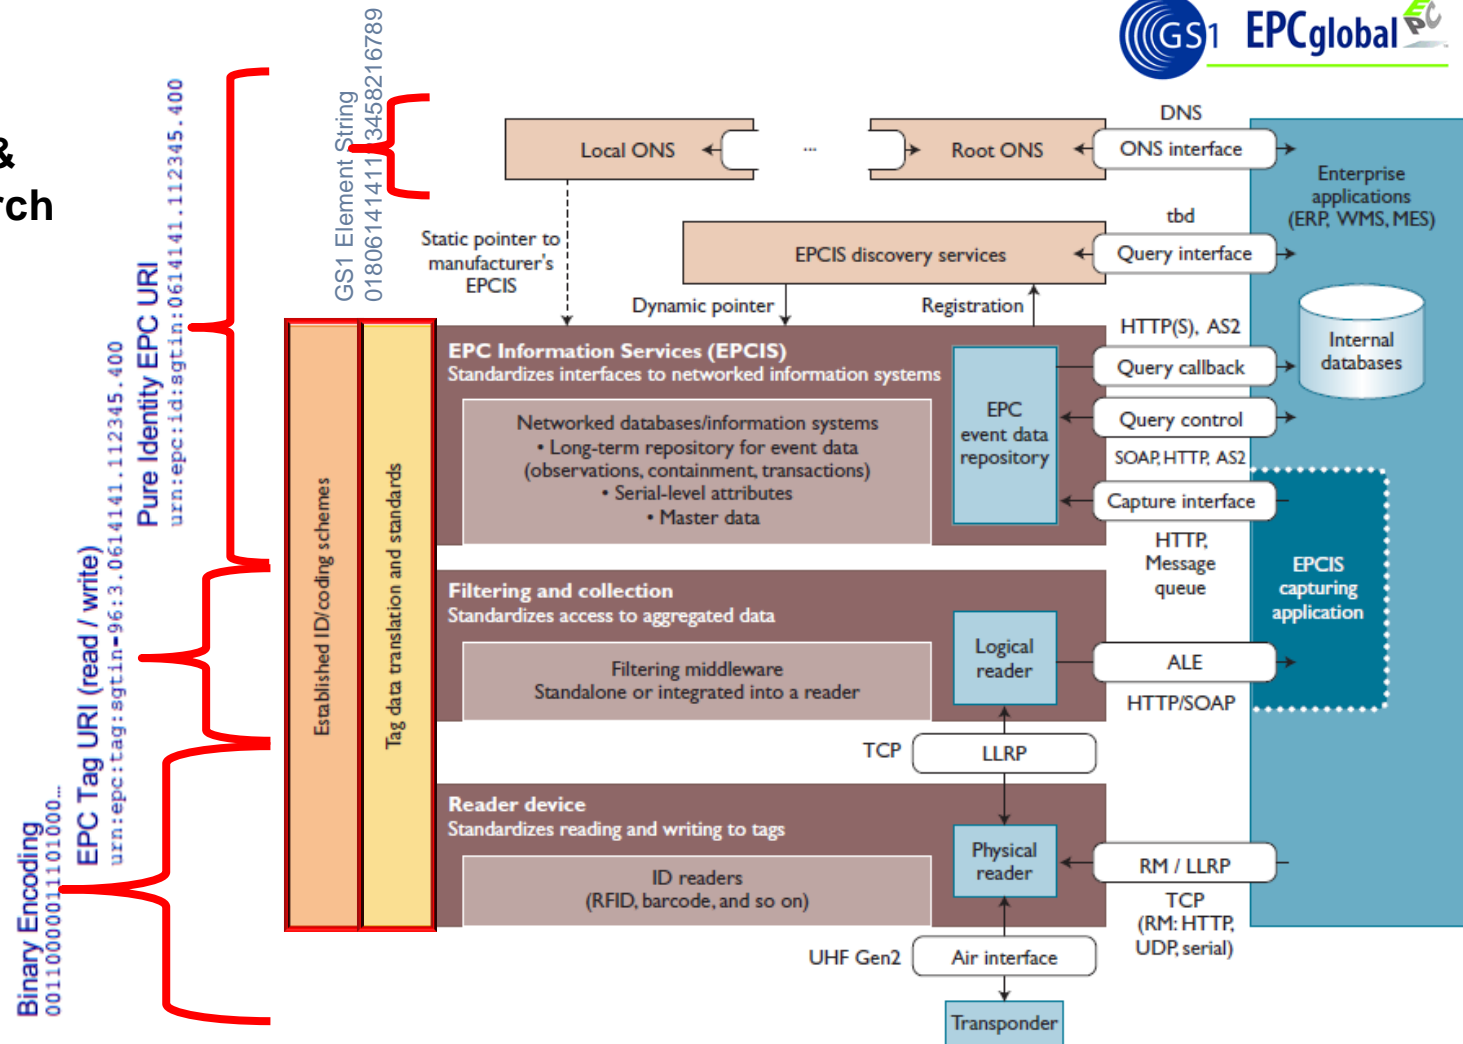 &
rch
GS1 EPCglobal
EPC
Binary Encoding
001100000111101000...
EPC Tag URI (read / write)
urn:epc:tag:sgtin-96:3.0614141.112345.400
Pure Identity EPC URI
urn:epc:id:sgtin:0614141.112345.400
GS1 Element String
DNS
Local ONS
...
Root ONS
ONS interface
Enterprise
applications
(ERP, WMS, MES)
tbd
Static pointer to
manufacturer's
EPCIS
EPCIS discovery services
Query interface
Dynamic pointer
Registration
HTTP(S), AS2
Internal
databases
Established ID/coding schemes
Tag data translation and standards
EPC Information Services (EPCIS)
Standardizes interfaces to networked information systems
Networked databases/information systems
• Long-term repository for event data
(observations, containment, transactions)
• Serial-level attributes
• Master data
EPC
event data
repository
Query callback
Query control
SOAP, HTTP, AS2
Capture interface
HTTP,
Message
queue
EPCIS
capturing
application
Filtering and collection
Standardizes access to aggregated data
Filtering middleware
Standalone or integrated into a reader
Logical
reader
ALE
HTTP/SOAP
TCP
LLRP
Reader device
Standardizes reading and writing to tags
ID readers
(RFID, barcode, and so on)
Physical
reader
RM / LLRP
TCP
(RM: HTTP,
UDP, serial)
UHF Gen2
Air interface
Transponder